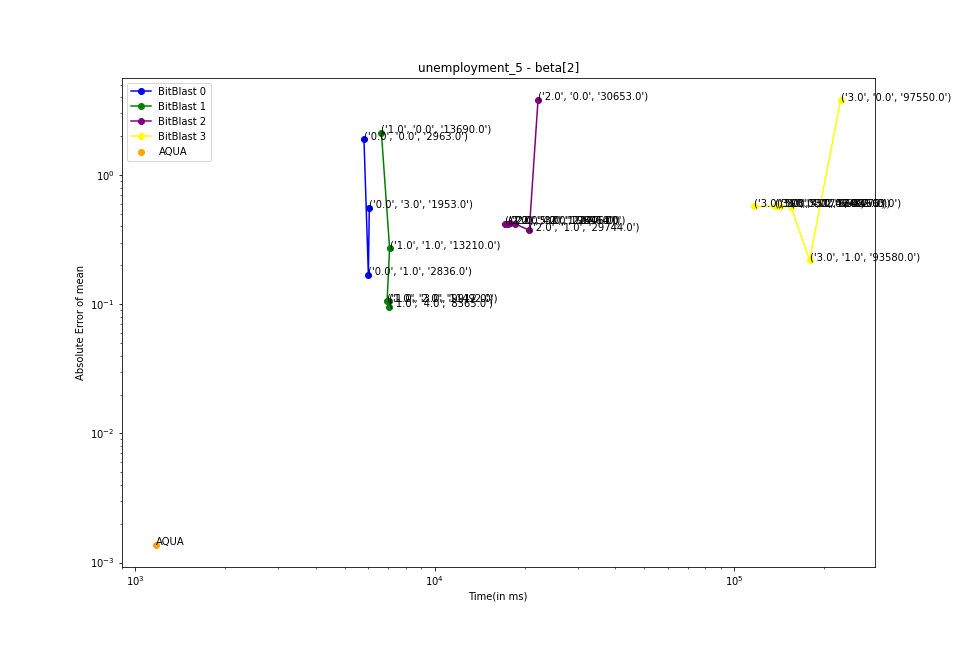 unemployment_5 - beta[2]
BitBlast 0
BitBlast 1
BitBlast 2
BitBlast 3
AQUA
('2.0', '0.0', '30653.0')
('3.0', '0.0', '97550.0')
('1.0', '0.0', '13690.0')
('0.0', '0.0', '2963.0')
('0.0', '3.0', '1953.0')
('2.0', '1.0', '29744.0')
('1.0', '1.0', '13210.0')
('3.0', '1.0', '93580.0')
('0.0', '1.0', '2836.0')
('1.0', '4.0', '8365.0')
AQUA
10⁰
10⁻¹
10⁻²
10⁻³
Absolute Error of mean
10³
10⁴
10⁵
Time(in ms)